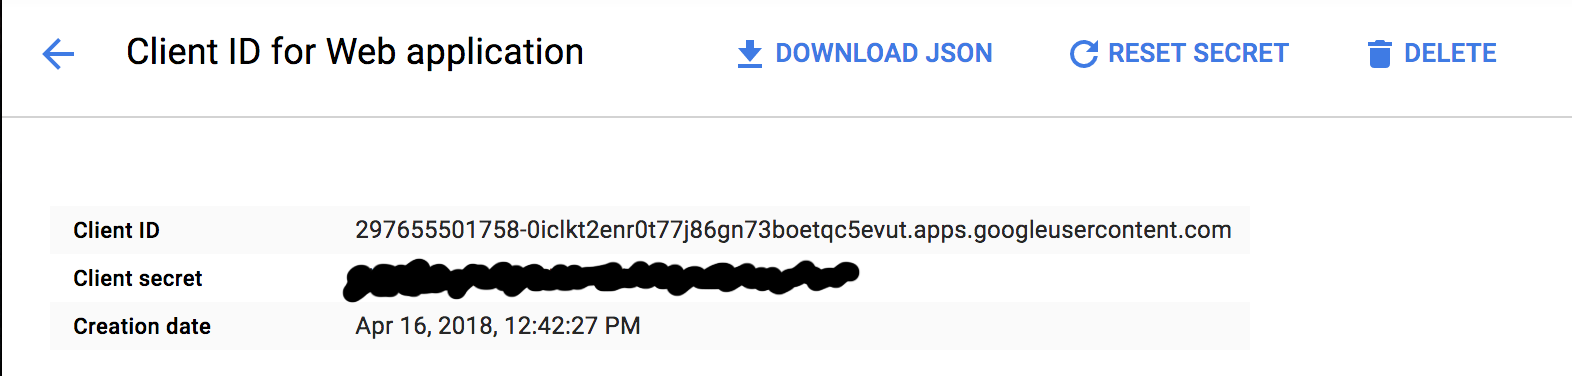 Client ID for Web application DOWNLOAD JSON RESET SECRET DELETE
Client ID 297655501758-0iclkt2enr0t77j86gn73boetqc5evut.apps.googleusercontent.com
Client secret
Creation date Apr 16, 2018, 12:42:27 PM